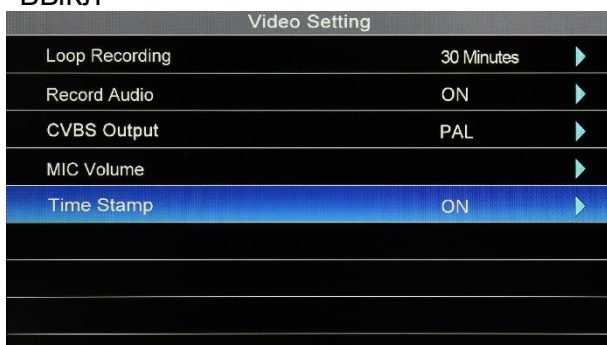 Video Setting
Loop Recording 30 Minutes
Record Audio ON
CVBS Output PAL
MIC Volume
Time Stamp ON